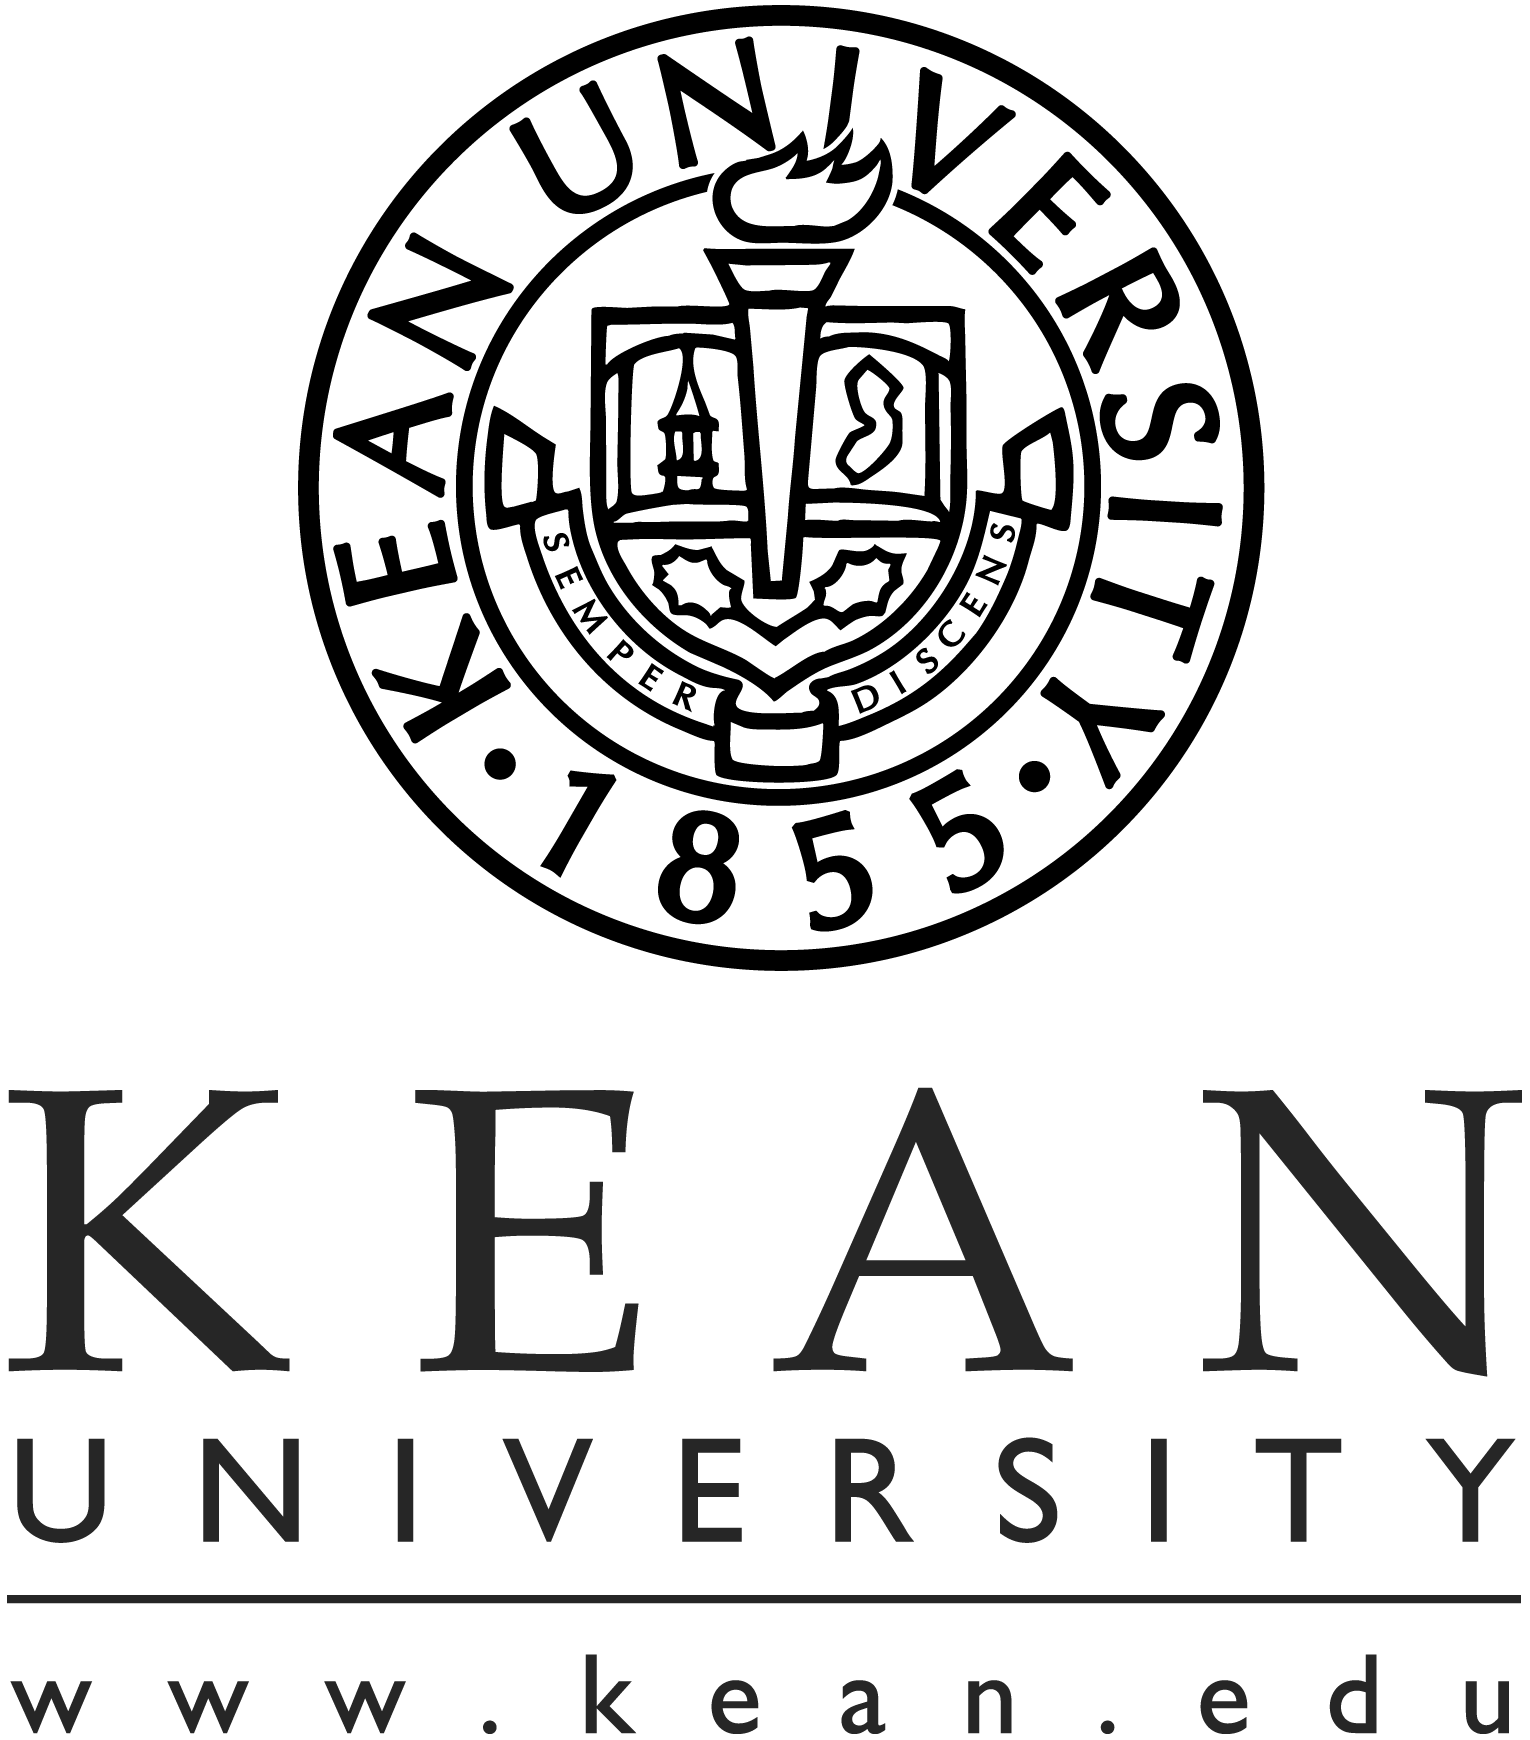 KEAN UNIVERSITY
SEMPER DISCENS
• 1855 •
KEAN
UNIVERSITY
www.kean.edu